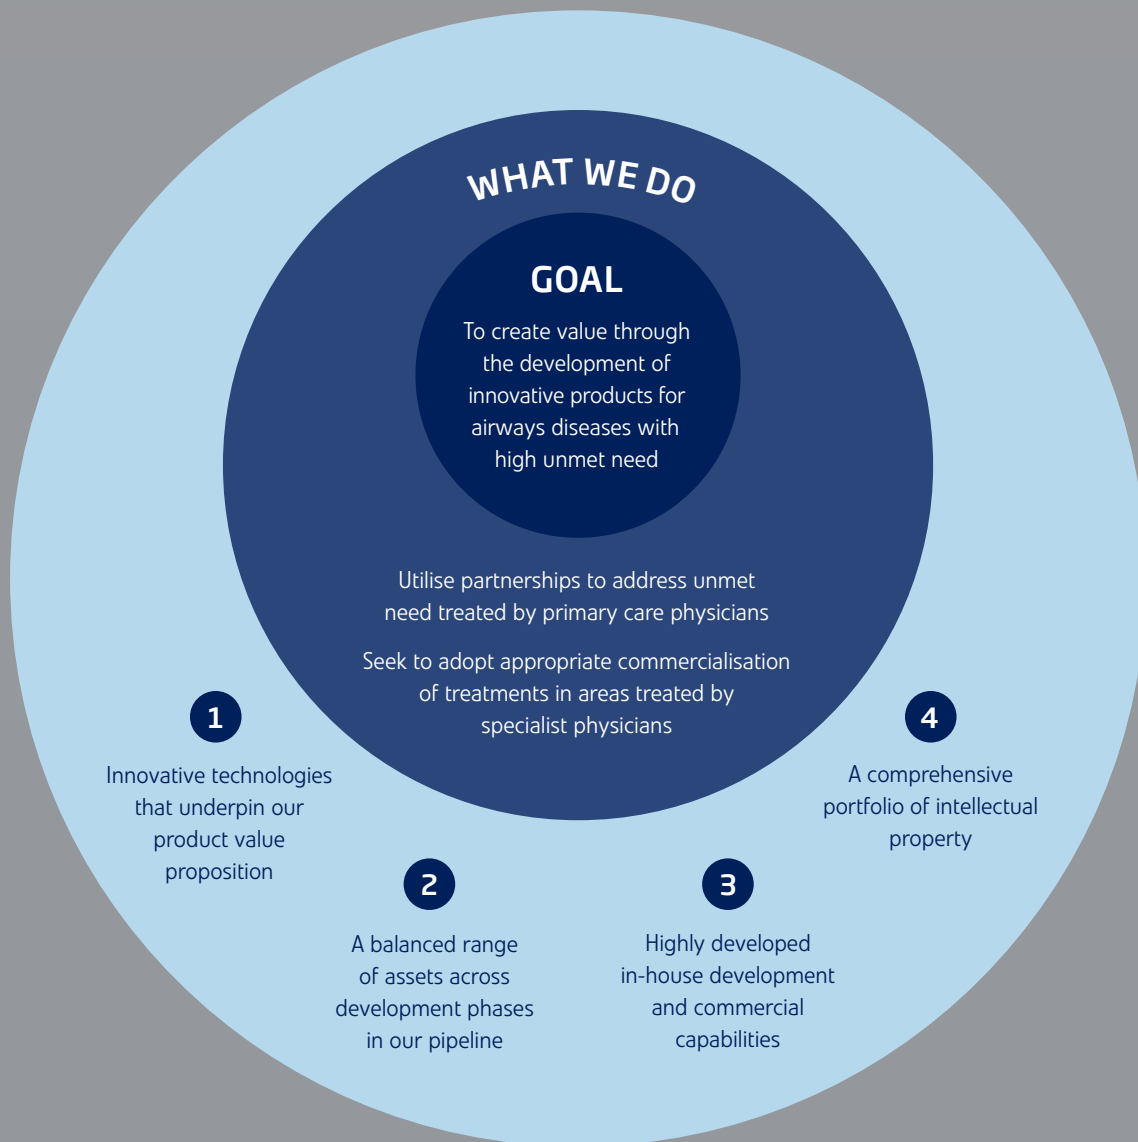 WHAT WE DO
GOAL
To create value through
the development of
innovative products for
airways diseases with
high unmet need
Utilise partnerships to address unmet
need treated by primary care physicians
Seek to adopt appropriate commercialisation
of treatments in areas treated by
specialist physicians
1
Innovative technologies
that underpin our
product value
proposition
2
A balanced range
of assets across
development phases
in our pipeline
3
Highly developed
in-house development
and commercial
capabilities
4
A comprehensive
portfolio of intellectual
property